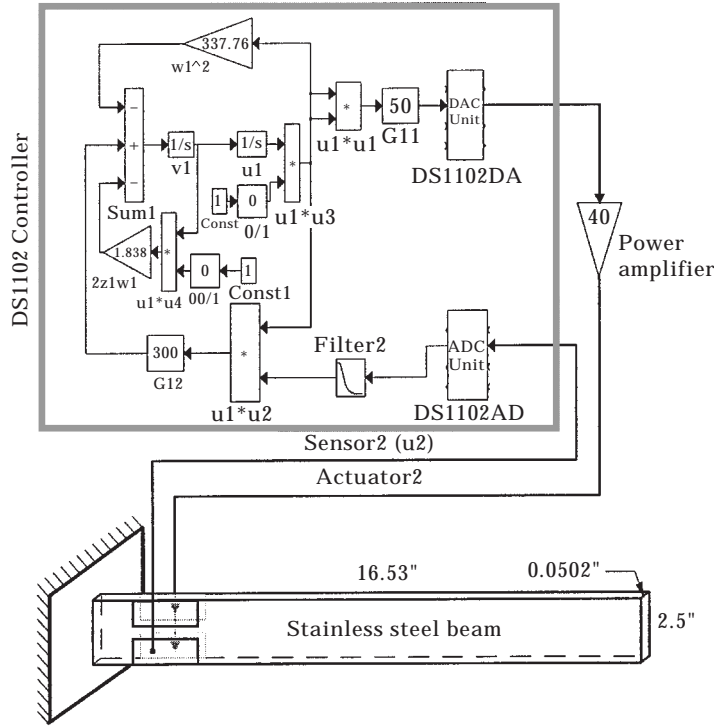 DS1102 Controller
337.76
w1^2
−
+
−
Sum1
1/s
v1
1/s
u1
*
u1*u3
*
u1*u1
50
G11
DAC
Unit
DS1102DA
40
Power
amplifier
1
Const
0
0/1
1.838
2z1w1
*
u1*u4
0
00/1
1
Const1
300
G12
*
u1*u2
Filter2
ADC
Unit
DS1102AD
Sensor2 (u2)
Actuator2
16.53"
0.0502"
2.5"
Stainless steel beam